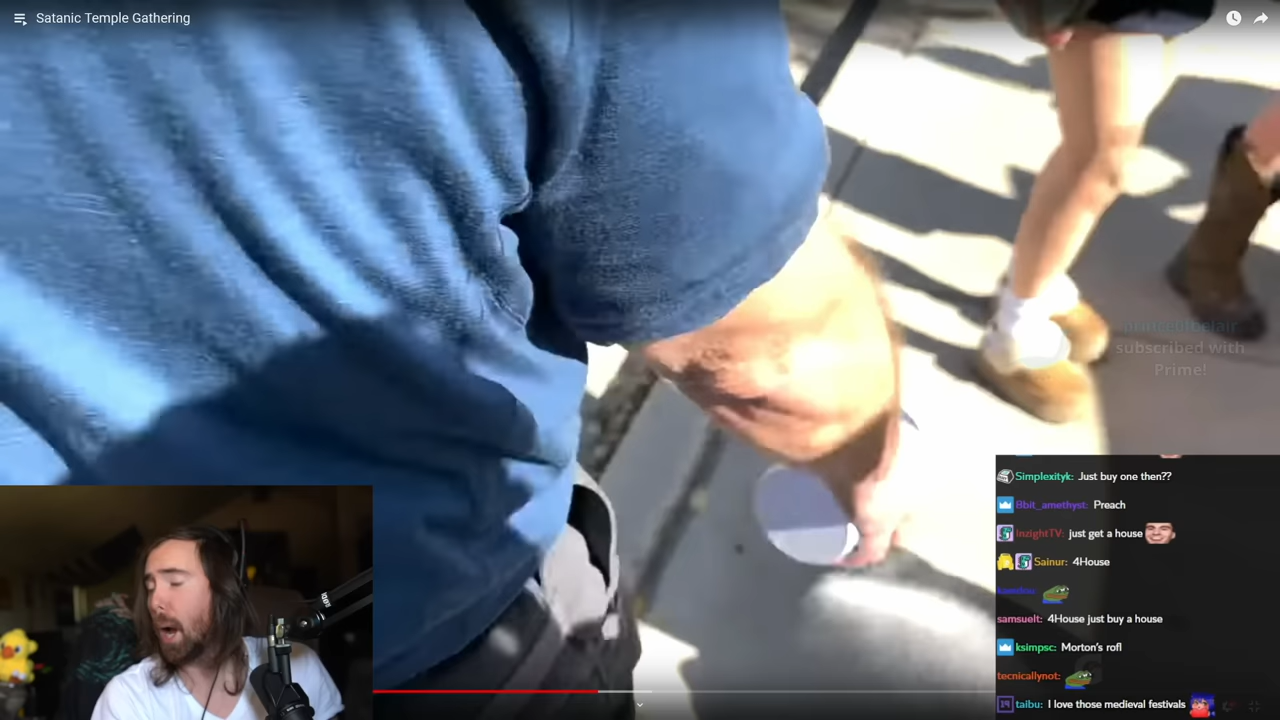 Satanic Temple Gathering
subscribed with
Prime!
Simplexityk: Just buy one then??
8bit_amethyst: Preach
InzightTV: just get a house
Sainur: 4House
samsuelt: 4House just buy a house
ksimpsc: Morton's rofl
tecnicallynot:
taibu: I love those medieval festivals